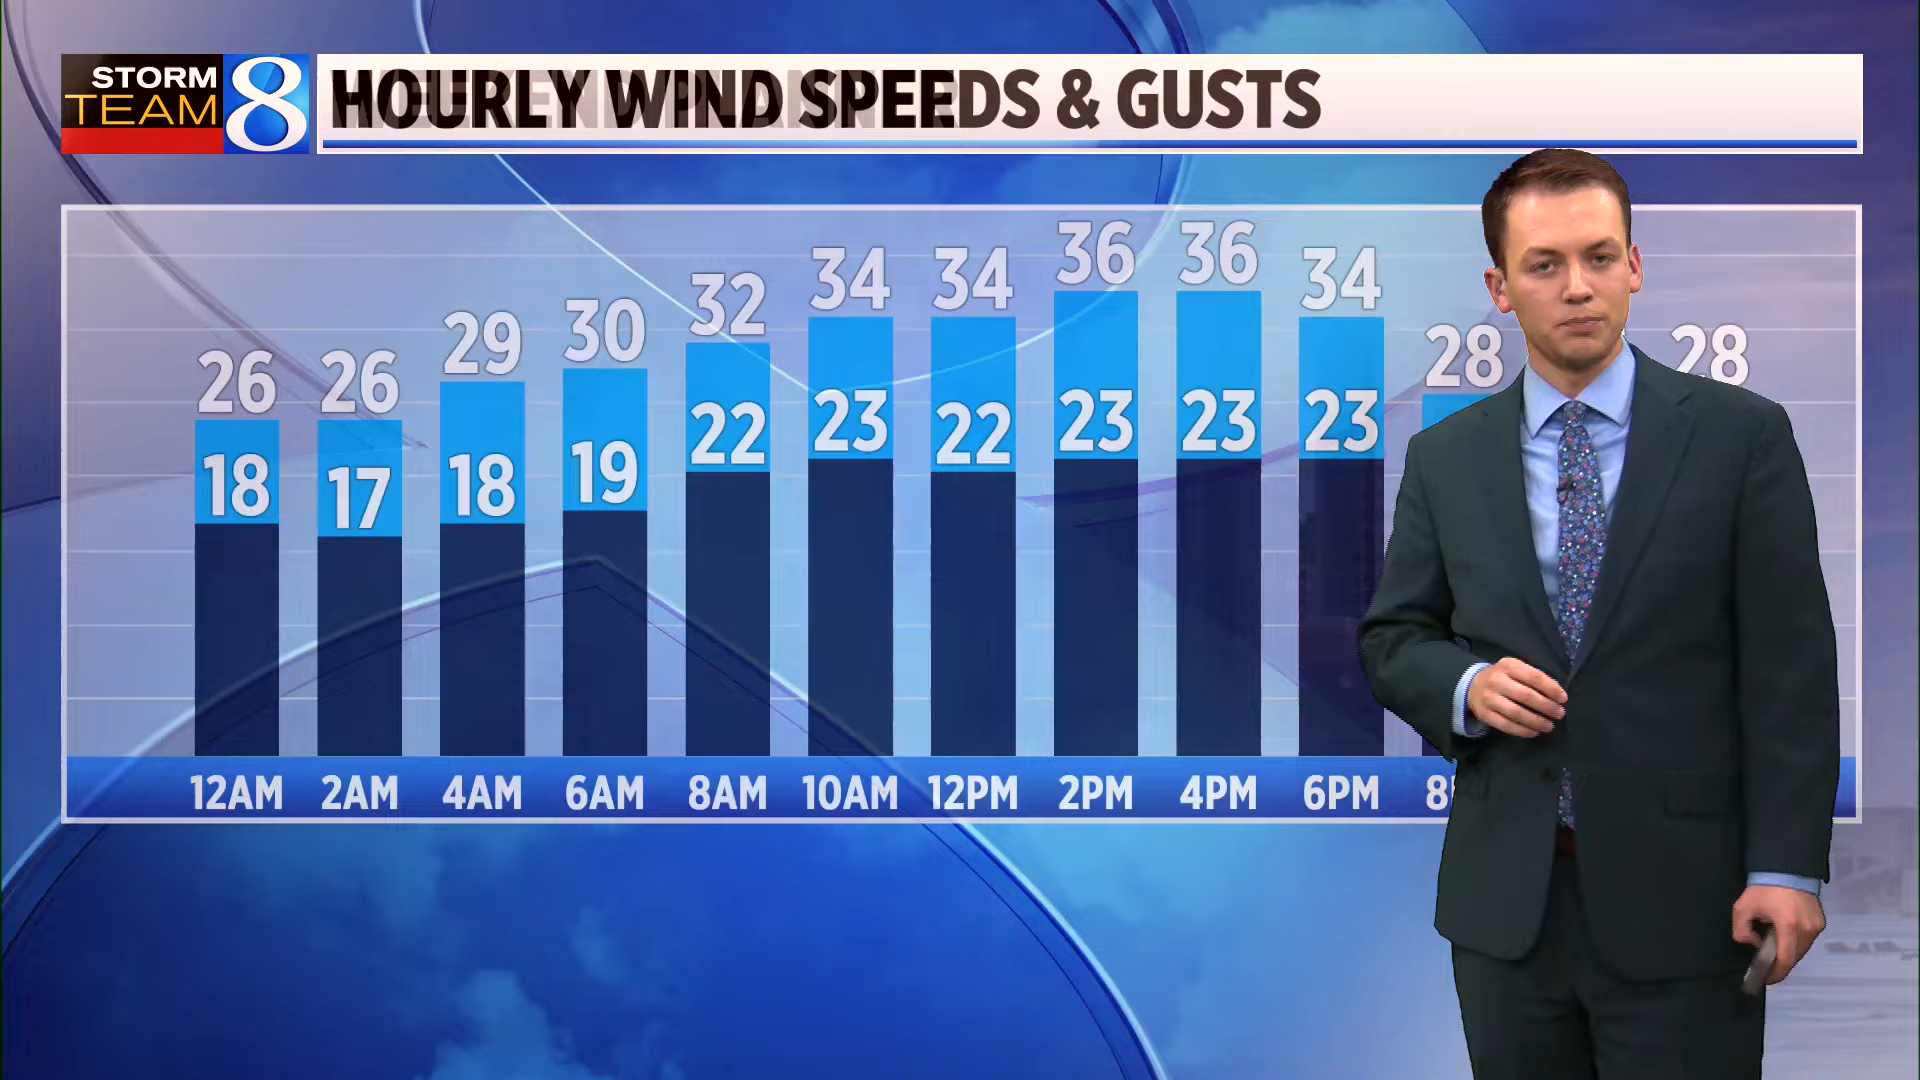 STORM
TEAM 8
HOURLY WIND SPEEDS & GUSTS
26 26 29 30 32 34 34 36 36 34 28 28
18 17 18 19 22 23 22 23 23 23
12AM 2AM 4AM 6AM 8AM 10AM 12PM 2PM 4PM 6PM 8